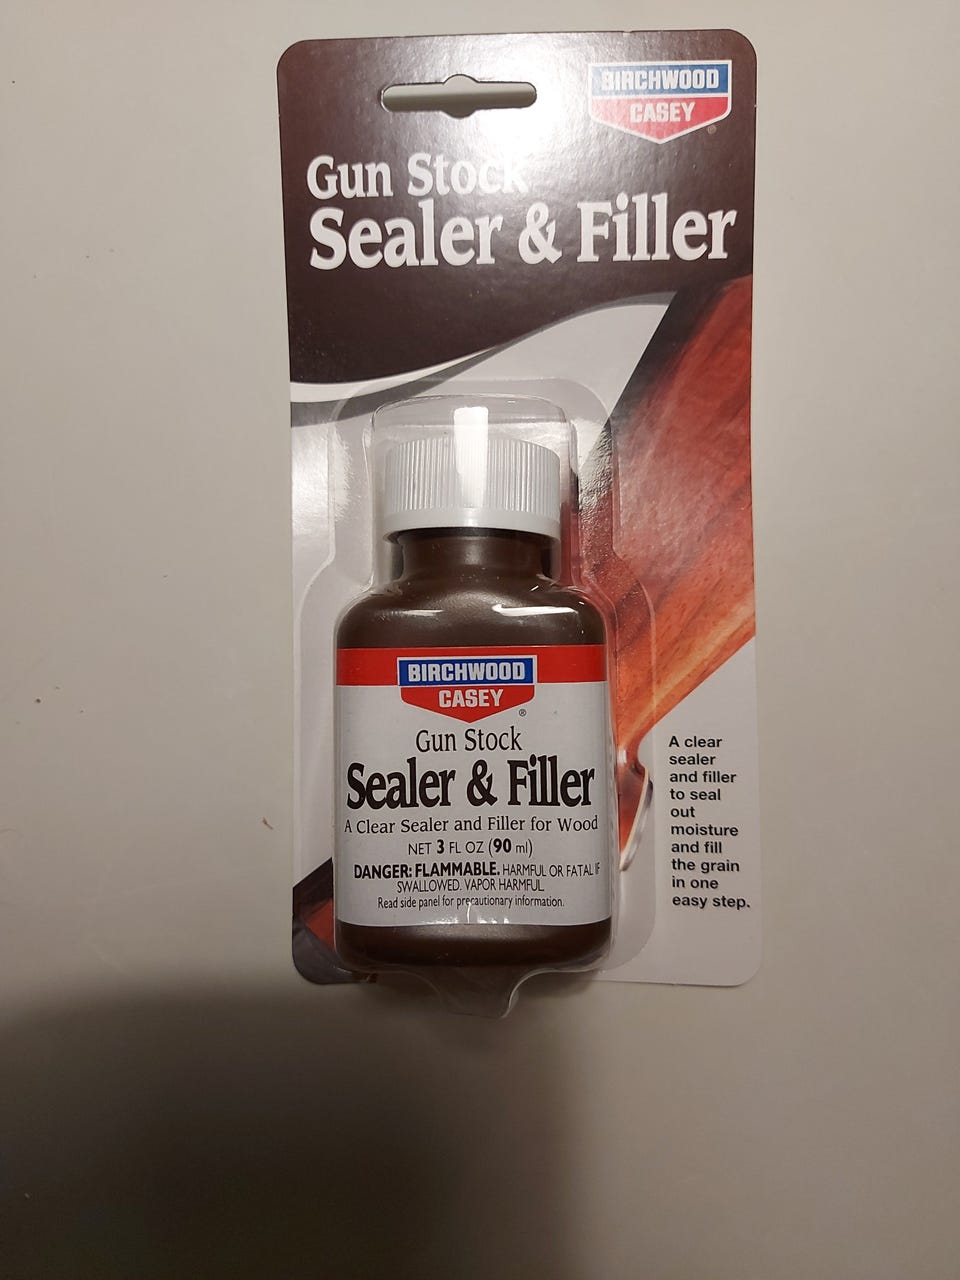 BIRCHWOOD
CASEY
®
Gun Stock
Sealer & Filler
BIRCHWOOD
CASEY
®
Gun Stock
Sealer & Filler
A Clear Sealer and Filler for Wood
NET 3 FL OZ (90 ml)
DANGER: FLAMMABLE. HARMFUL OR FATAL IF
SWALLOWED. VAPOR HARMFUL.
Read side panel for precautionary information.
A clear
sealer
and filler
to seal
out
moisture
and fill
the grain
in one
easy step.